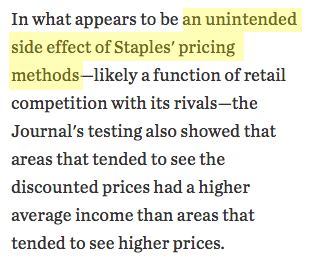 In what appears to be an unintended
side effect of Staples’ pricing
methods—likely a function of retail
competition with its rivals—the
Journal’s testing also showed that
areas that tended to see the
discounted prices had a higher
average income than areas that
tended to see higher prices.